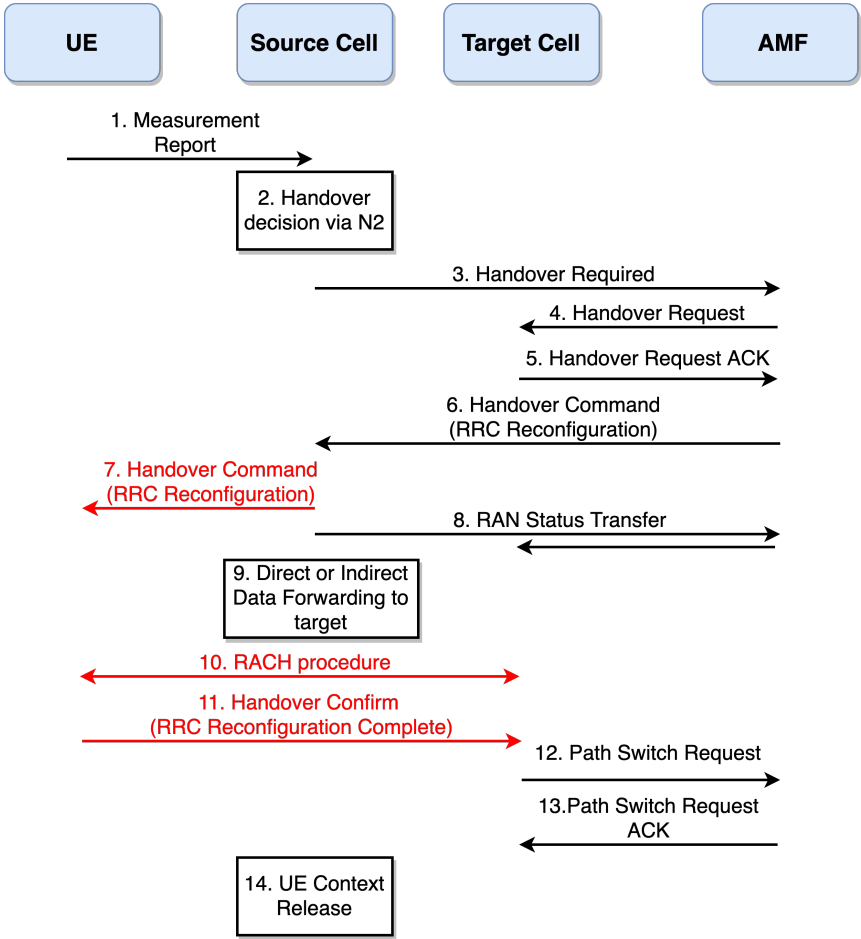 UE
Source Cell
Target Cell
AMF
1. Measurement
Report
2. Handover
decision via N2
3. Handover Required
4. Handover Request
5. Handover Request ACK
6. Handover Command
(RRC Reconfiguration)
7. Handover Command
(RRC Reconfiguration)
8. RAN Status Transfer
9. Direct or Indirect
Data Forwarding to
target
10. RACH procedure
11. Handover Confirm
(RRC Reconfiguration Complete)
12. Path Switch Request
13.Path Switch Request
ACK
14. UE Context
Release